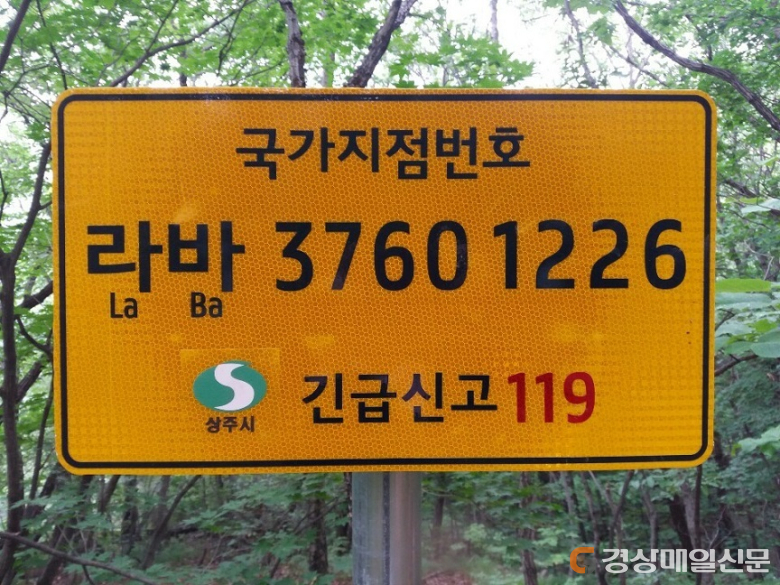 국가지점번호
라바 3760 1226
La Ba
상주시 긴급신고 119
경상매일신문